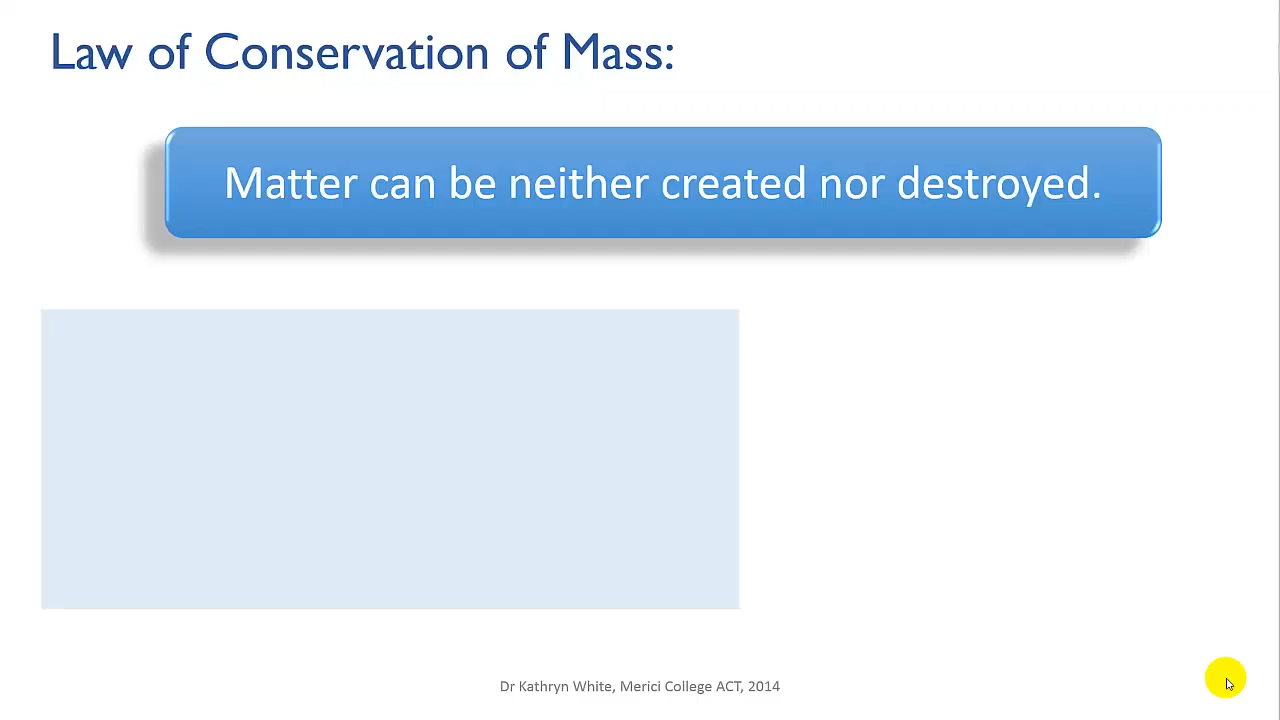 Law of Conservation of Mass:
Matter can be neither created nor destroyed.
Dr Kathryn White, Merici College ACT, 2014